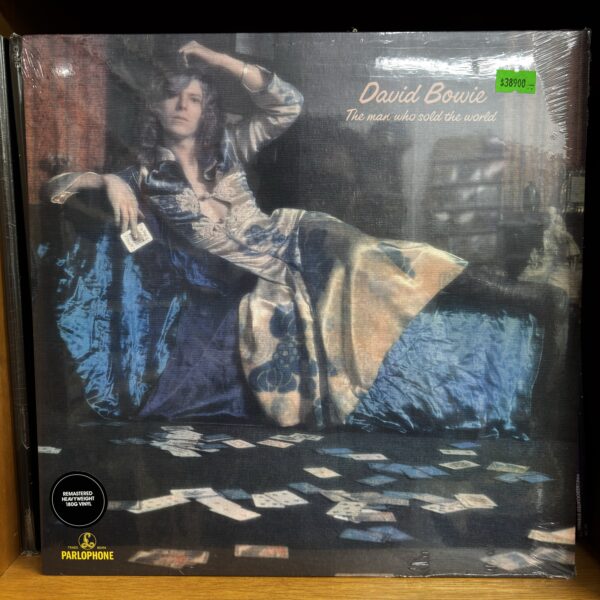 $38900
David Bowie
The man who sold the world
REMASTERED
HEAVYWEIGHT
180G VINYL
PARLOPHONE